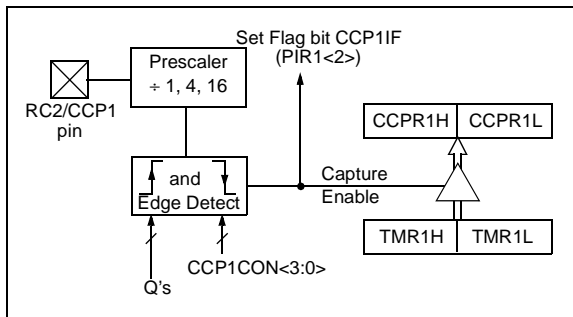 Set Flag bit CCP1IF
(PIR1<2>)
Prescaler
÷ 1, 4, 16
RC2/CCP1
pin
CCPR1H
CCPR1L
and
Edge Detect
Capture
Enable
TMR1H
TMR1L
CCP1CON<3:0>
Q's